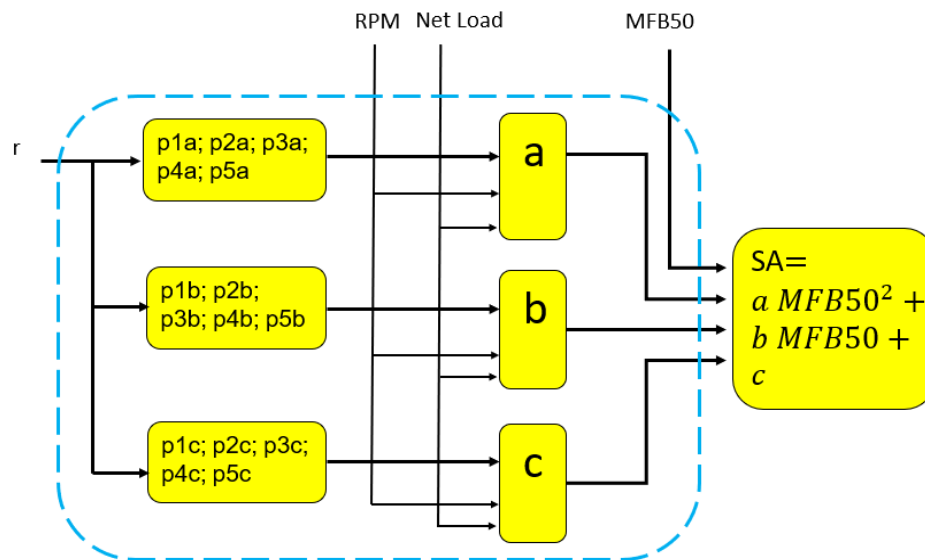 RPM Net Load MFB50
r
p1a; p2a; p3a;
p4a; p5a
a
p1b; p2b;
p3b; p4b; p5b
b
p1c; p2c; p3c;
p4c; p5c
c
SA=
a MFB50² +
b MFB50 +
c